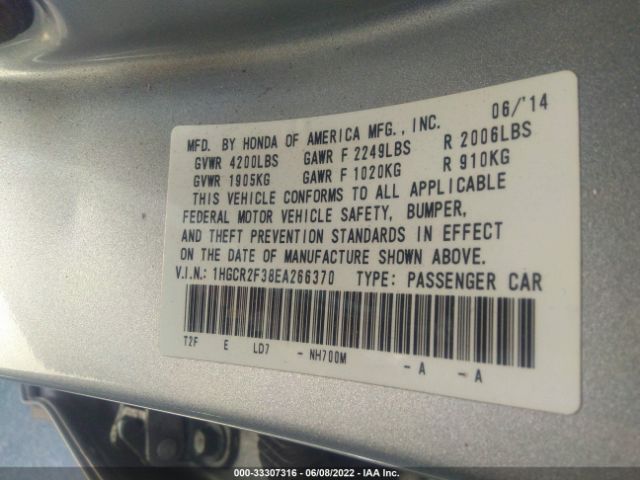 06/'14
MFD. BY HONDA OF AMERICA MFG., INC.
GVWR 4200LBS GAWR F 2249LBS R 2006LBS
GVWR 1905KG GAWR F 1020KG R 910KG
THIS VEHICLE CONFORMS TO ALL APPLICABLE
FEDERAL MOTOR VEHICLE SAFETY, BUMPER,
AND THEFT PREVENTION STANDARDS IN EFFECT
ON THE DATE OF MANUFACTURE SHOWN ABOVE.
V.I.N.: 1HGCR2F38EA266370 TYPE: PASSENGER CAR
T2F E LD7 - NH700M - A - A
000-33307316 - 06/08/2022 - IAA Inc.